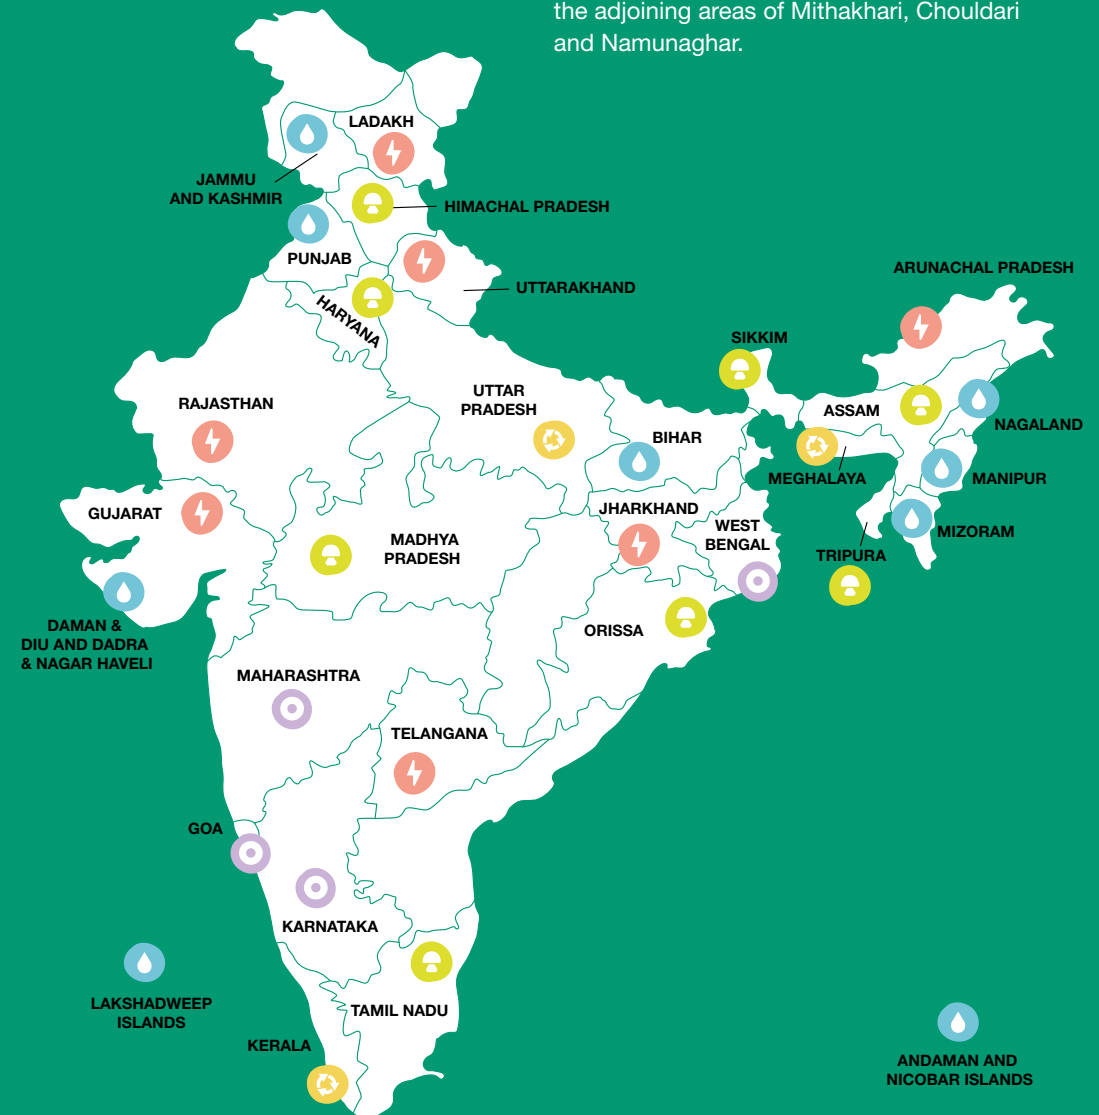 the adjoining areas of Mithakhari, Chouldari
and Namunaghar.
LADAKH
JAMMU
AND KASHMIR
HIMACHAL PRADESH
PUNJAB
ARUNACHAL PRADESH
UTTARAKHAND
HARYANA
SIKKIM
UTTAR
PRADESH
RAJASTHAN
ASSAM
NAGALAND
BIHAR
MEGHALAYA
MANIPUR
GUJARAT
JHARKHAND
WEST
BENGAL
MIZORAM
MADHYA
PRADESH
TRIPURA
DAMAN &
DIU AND DADRA
& NAGAR HAVELI
ORISSA
MAHARASHTRA
TELANGANA
GOA
KARNATAKA
LAKSHADWEEP
ISLANDS
TAMIL NADU
KERALA
ANDAMAN AND
NICOBAR ISLANDS